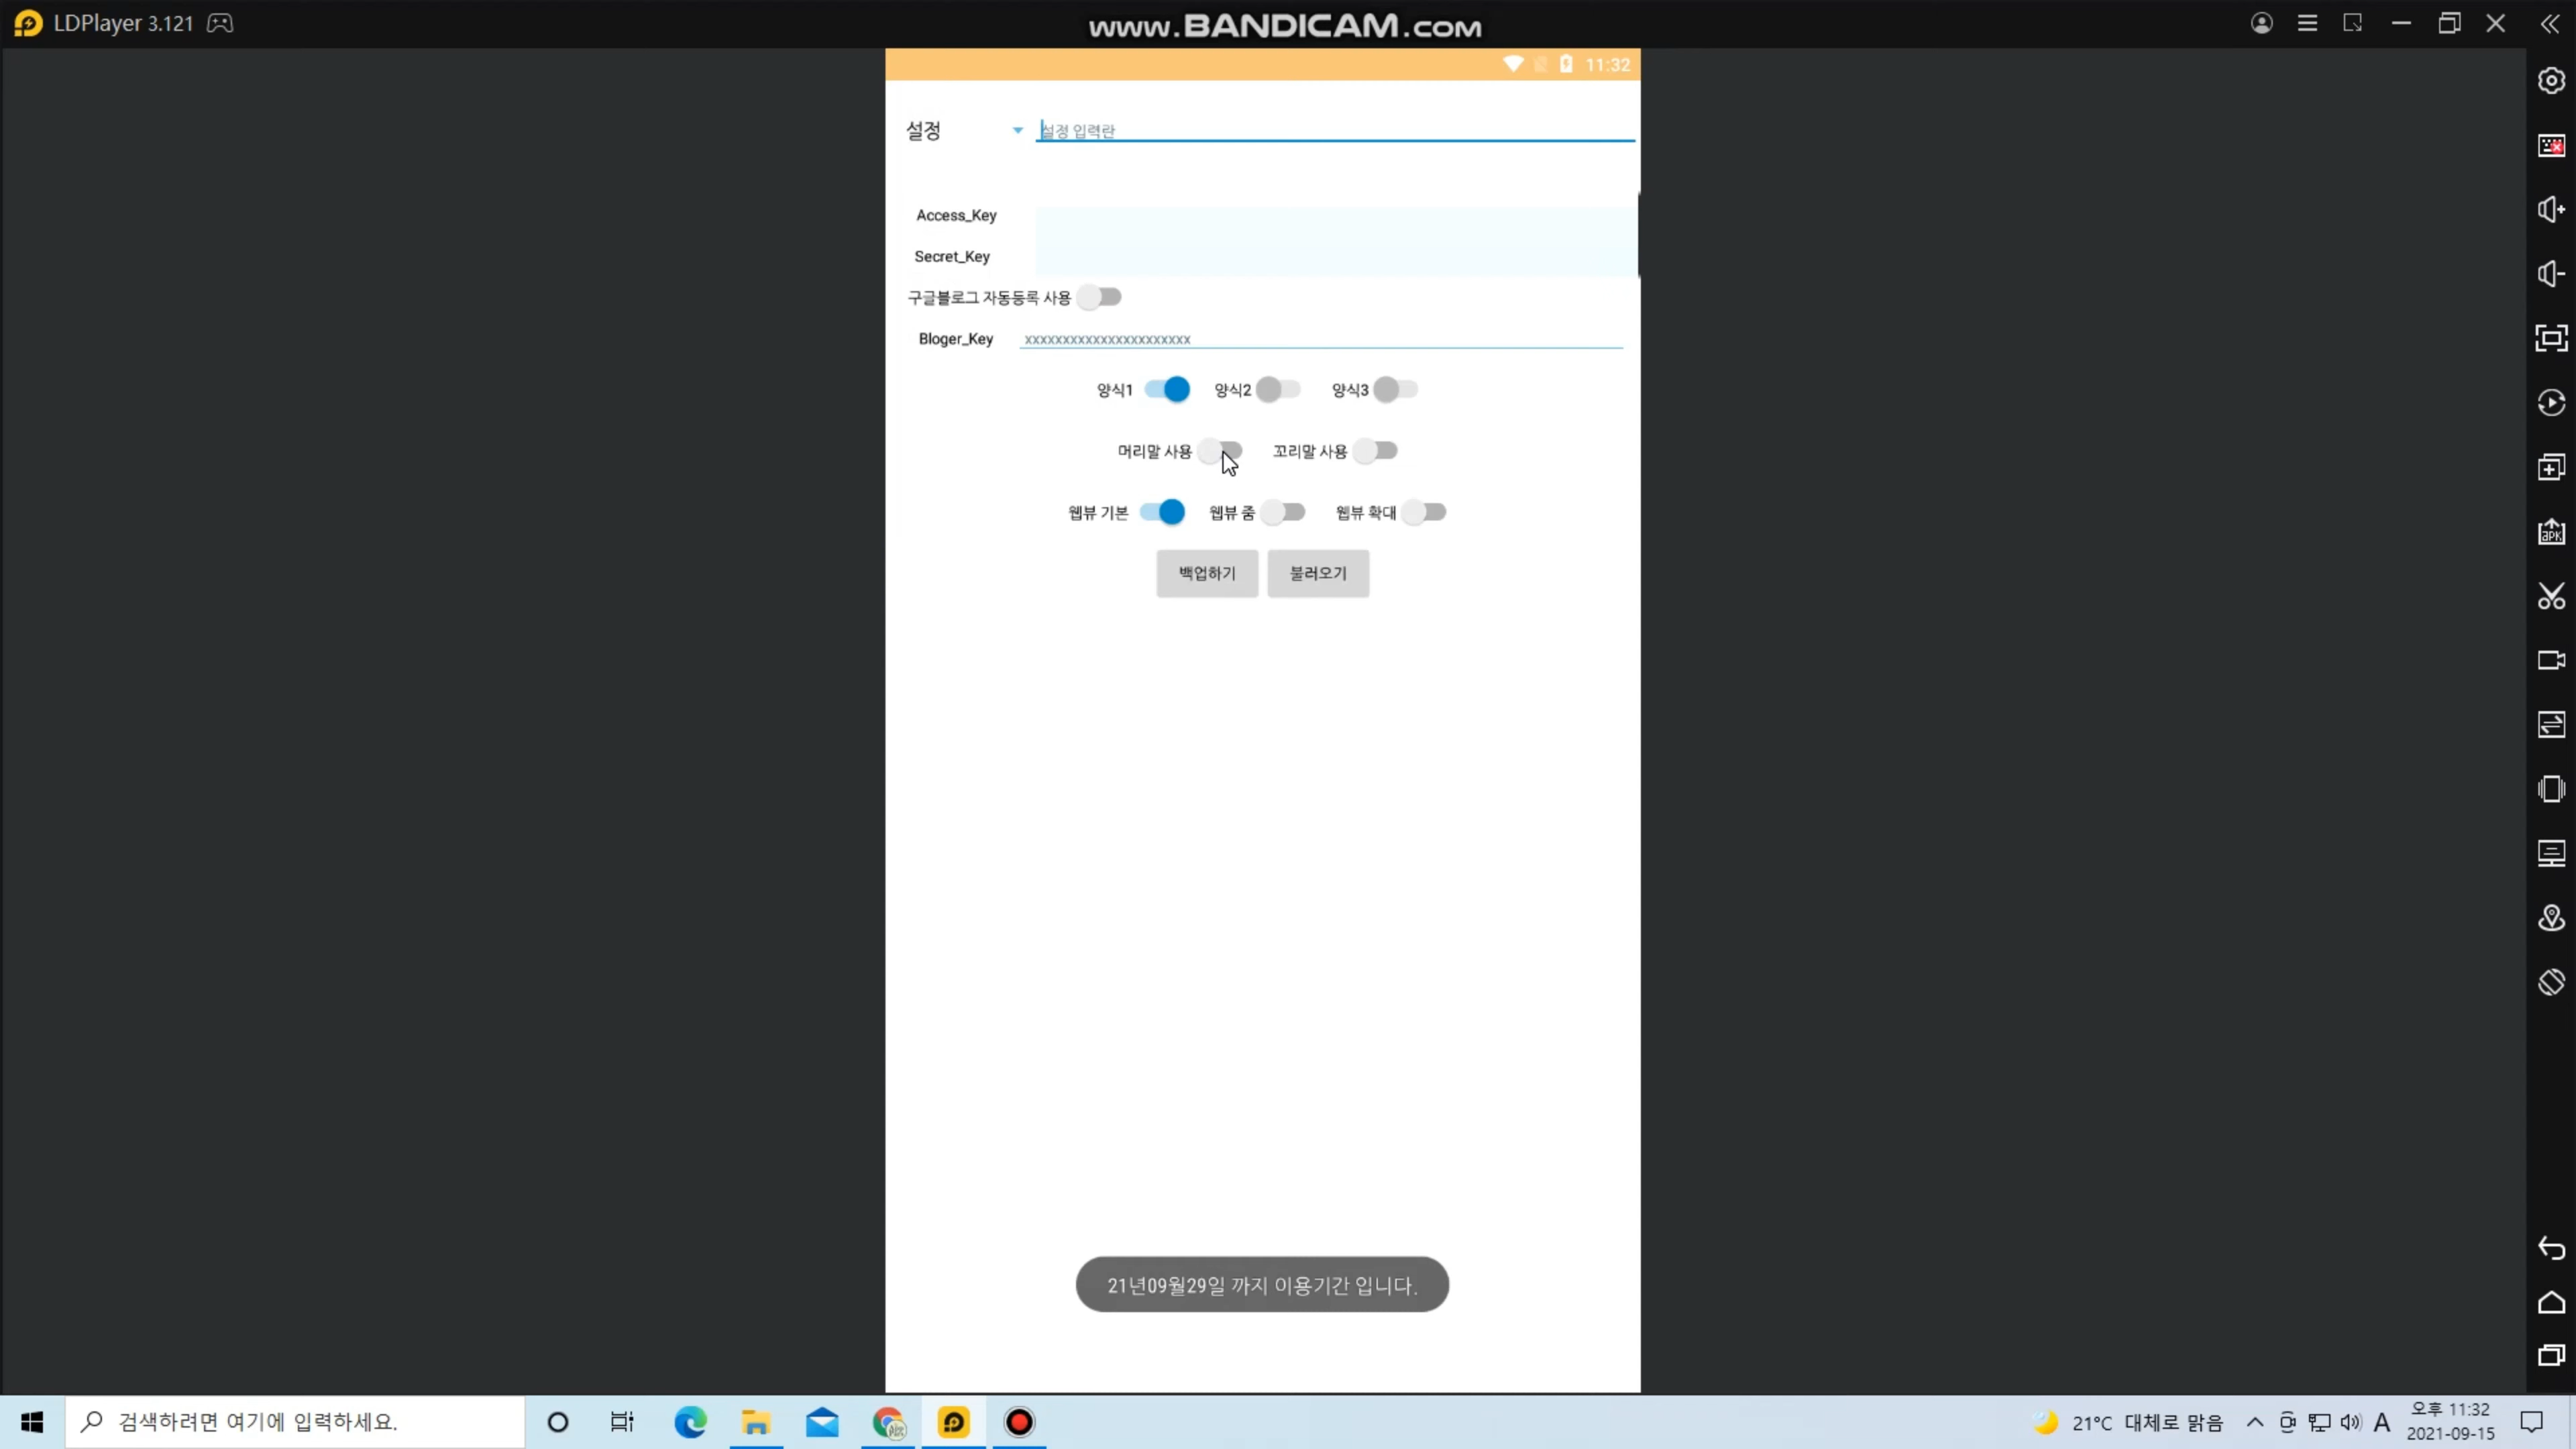 LDPlayer 3.121
www.BANDICAM.com
11:32
설정
설정 입력란
Access_Key
Secret_Key
구글블로그 자동등록 사용
Bloger_Key
xxxxxxxxxxxxxxxxxxxxxx
양식1 양식2 양식3
머리말 사용 꼬리말 사용
웹뷰 기본 웹뷰 줌 웹뷰 확대
백업하기 불러오기
21년09월29일 까지 이용기간 입니다.
검색하려면 여기에 입력하세요.
21°C 대체로 맑음
A
오후 11:32
2021-09-15